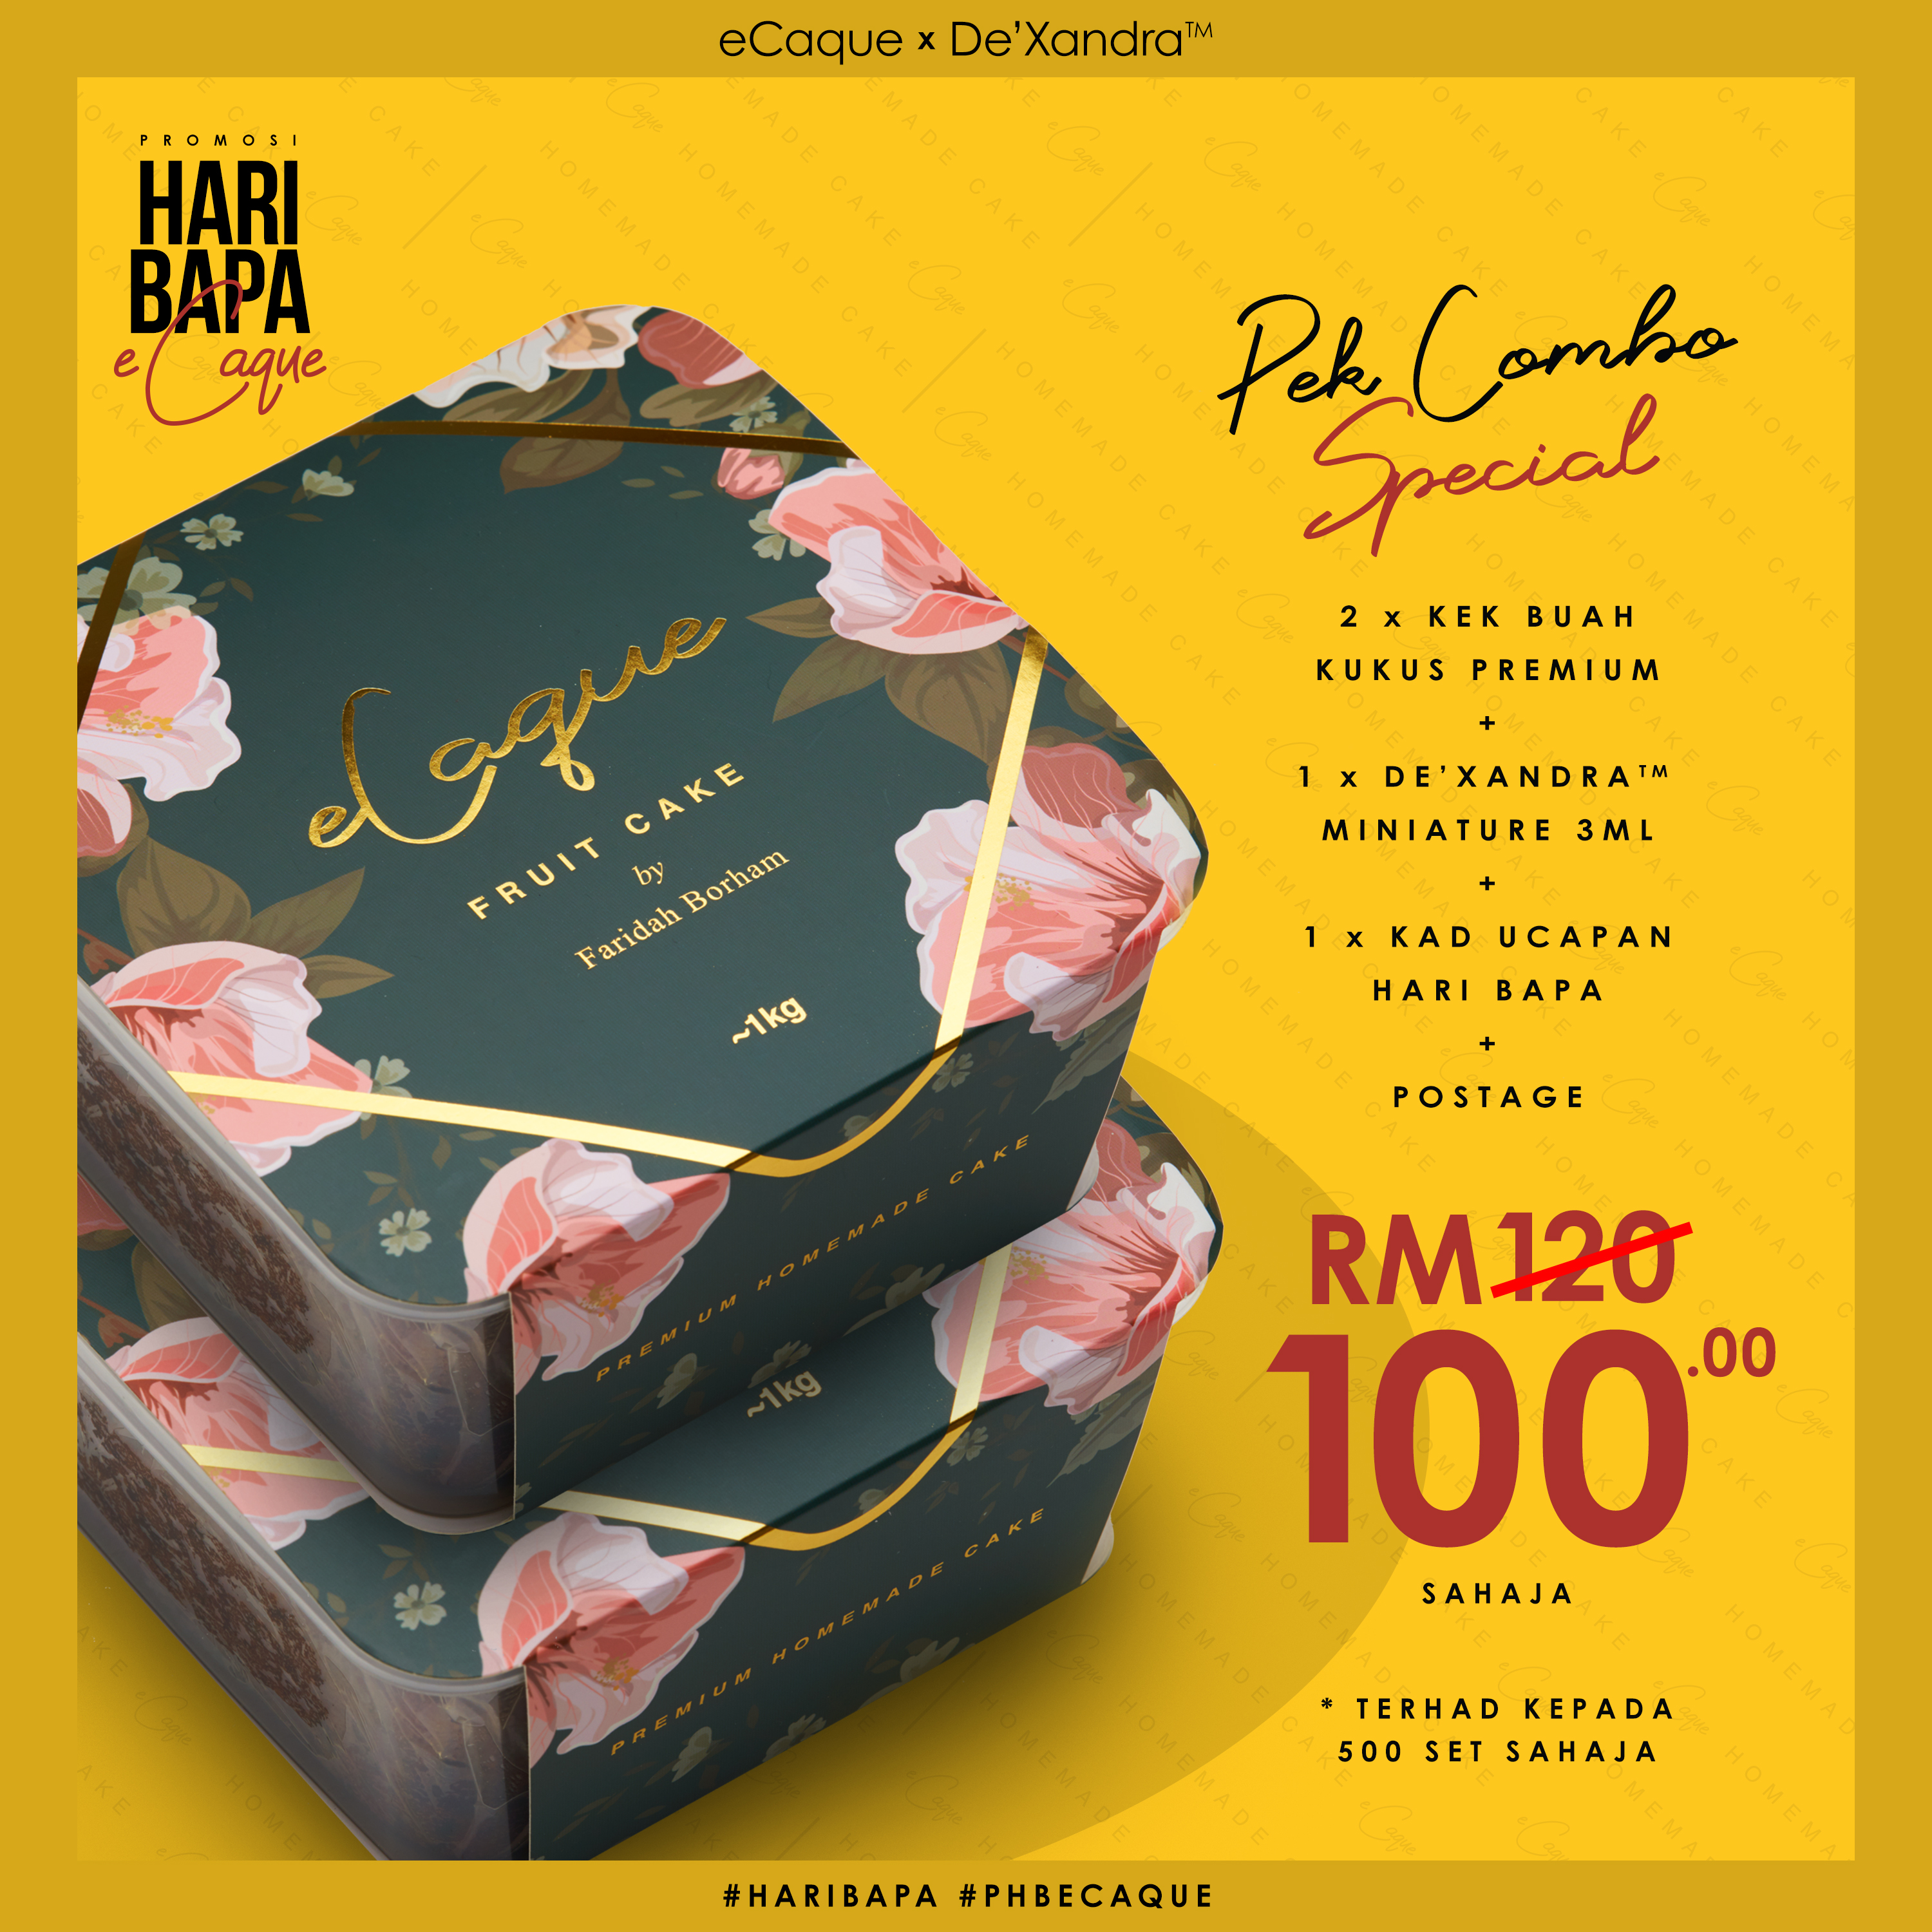 eCaque x De'Xandra™
PROMOSI
HARI
BAPA
eCaque
Pek Combo
Special
2 x KEK BUAH
KUKUS PREMIUM
+
1 x DE'XANDRA™
MINIATURE 3ML
+
1 x KAD UCAPAN
HARI BAPA
+
POSTAGE
RM120
100.00
SAHAJA
* TERHAD KEPADA
500 SET SAHAJA
eCaque
FRUIT CAKE
by
Faridah Borham
~1kg
PREMIUM HOMEMADE CAKE
~1kg
PREMIUM HOMEMADE CAKE
#HARIBAPA #PHBECAQUE